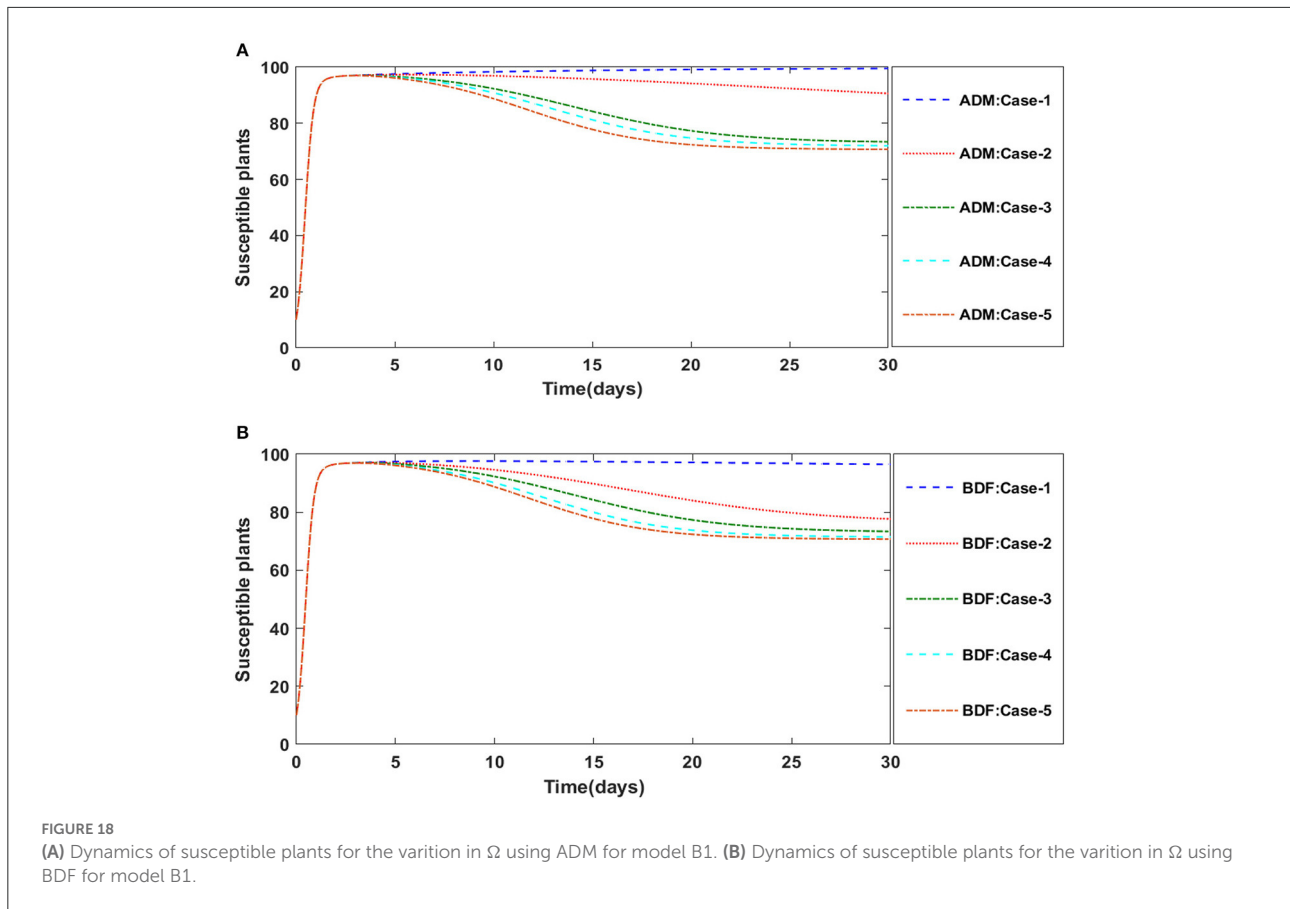 A
100
80
60
40
20
0
Susceptible plants
0 5 10 15 20 25 30
Time(days)
ADM:Case-1
ADM:Case-2
ADM:Case-3
ADM:Case-4
ADM:Case-5
B
100
80
60
40
20
0
Susceptible plants
0 5 10 15 20 25 30
Time(days)
BDF:Case-1
BDF:Case-2
BDF:Case-3
BDF:Case-4
BDF:Case-5
FIGURE 18
(A) Dynamics of susceptible plants for the varition in Ω using ADM for model B1. (B) Dynamics of susceptible plants for the varition in Ω using
BDF for model B1.